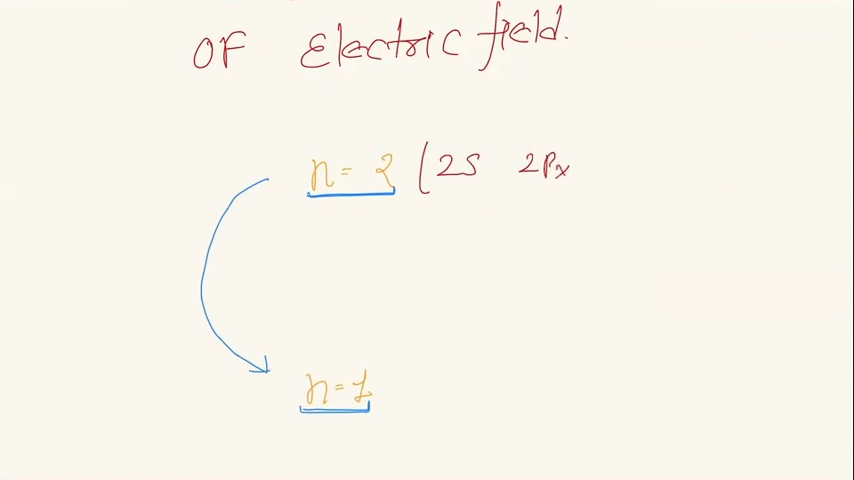 OF Electric field.
n = 2 (2S 2Px
n = 1